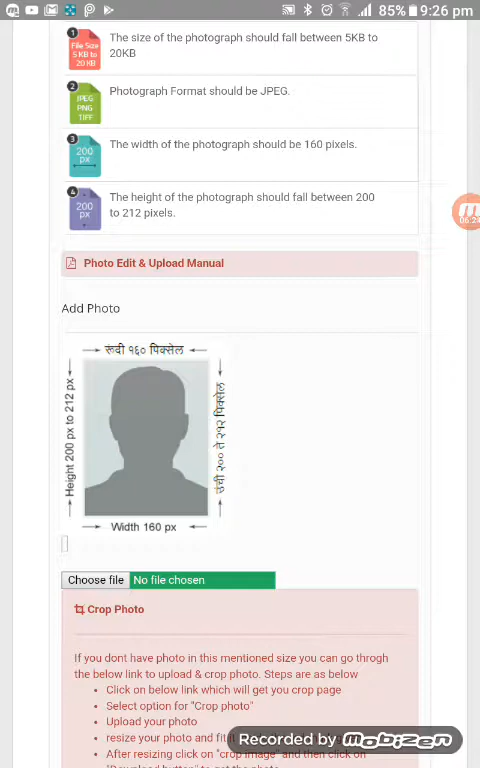 85% 9:26 pm
1
File Size
5 KB to
20 KB
The size of the photograph should fall between 5KB to
20KB
2
JPEG
PNG
TIFF
Photograph Format should be JPEG.
3
200
px
The width of the photograph should be 160 pixels.
4
200
px
The height of the photograph should fall between 200
to 212 pixels.
Photo Edit & Upload Manual
Add Photo
रूंदी १६० पिक्सेल
Height 200 px to 212 px
उंची २०० ते २१२ पिक्सेल
Width 160 px
Choose file No file chosen
Crop Photo
If you dont have photo in this mentioned size you can go throgh
the below link to upload & crop photo. Steps are as below
Click on below link which will get you crop page
Select option for "Crop photo"
Upload your photo
resize your photo and fit it
After resizing click on "crop image" and then click on
Recorded by Mobizen